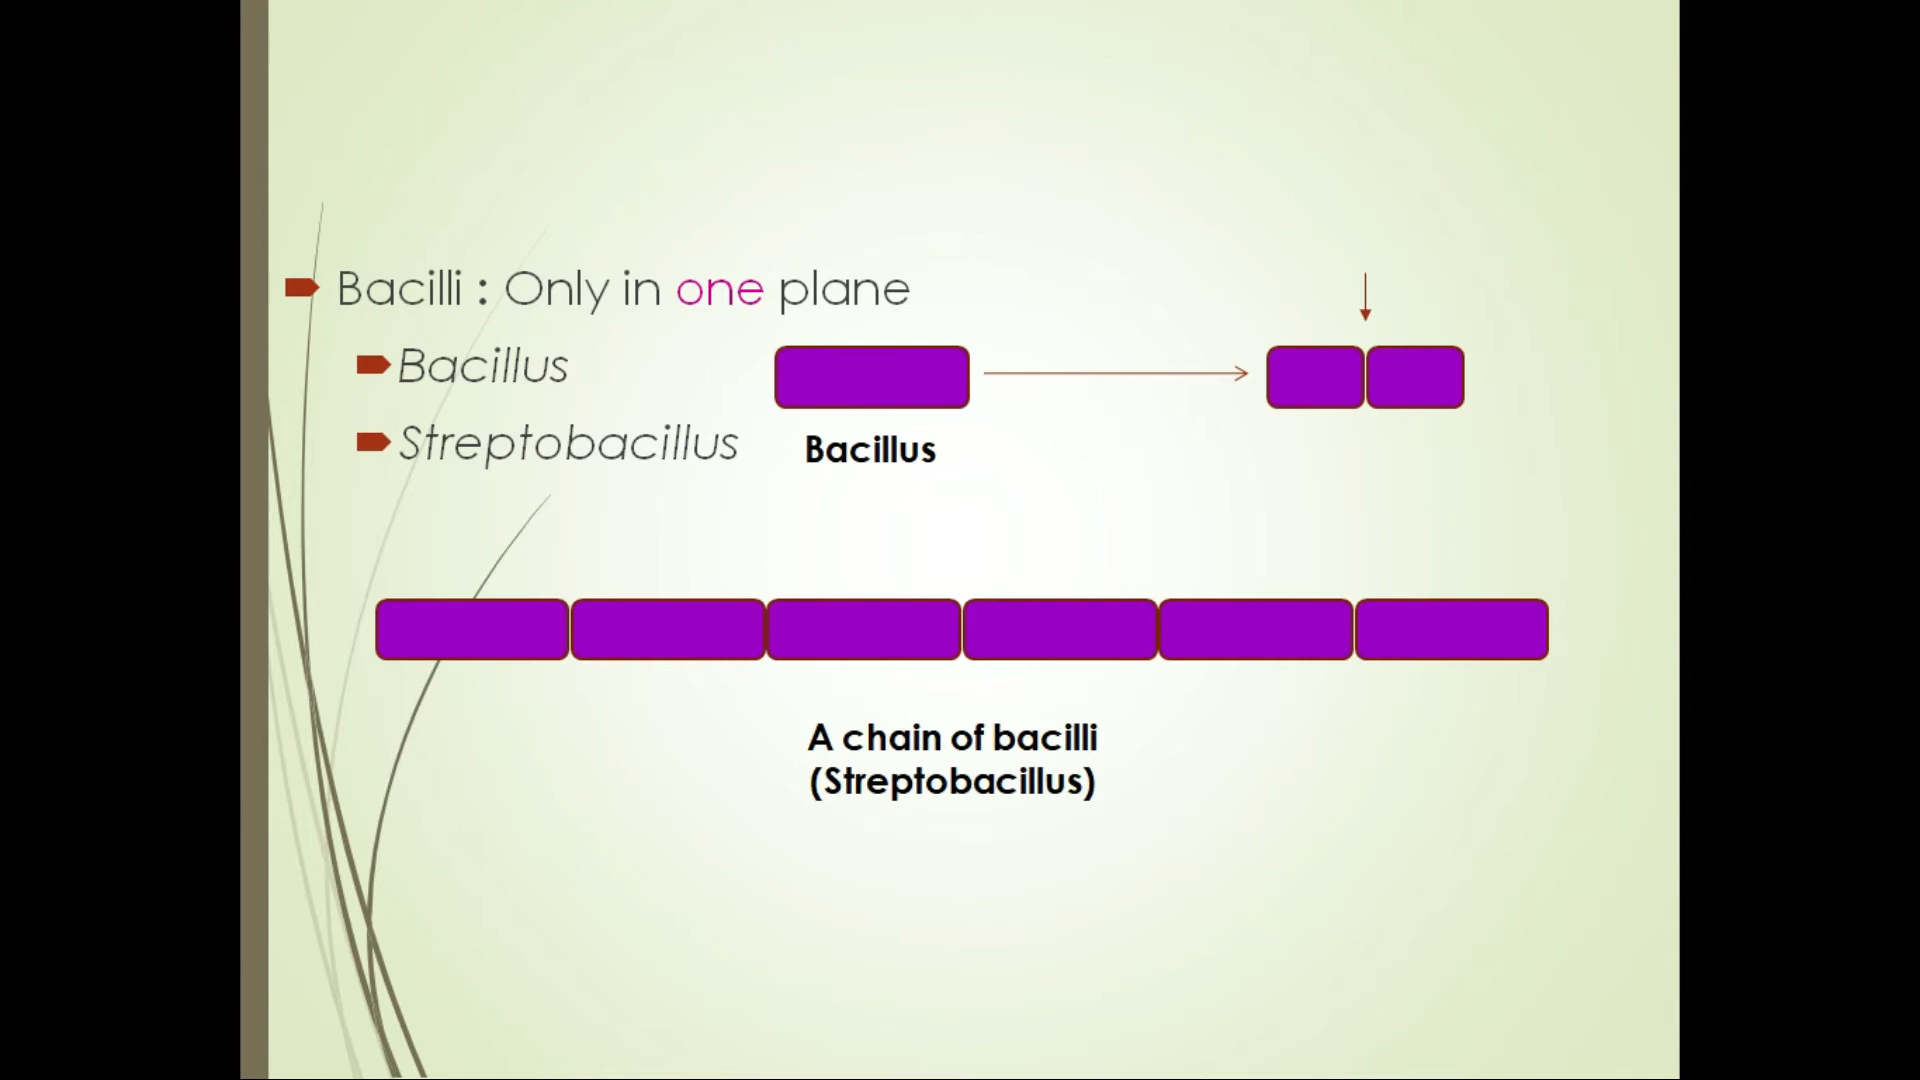 Bacilli : Only in one plane
Bacillus
Streptobacillus
Bacillus
A chain of bacilli
(Streptobacillus)